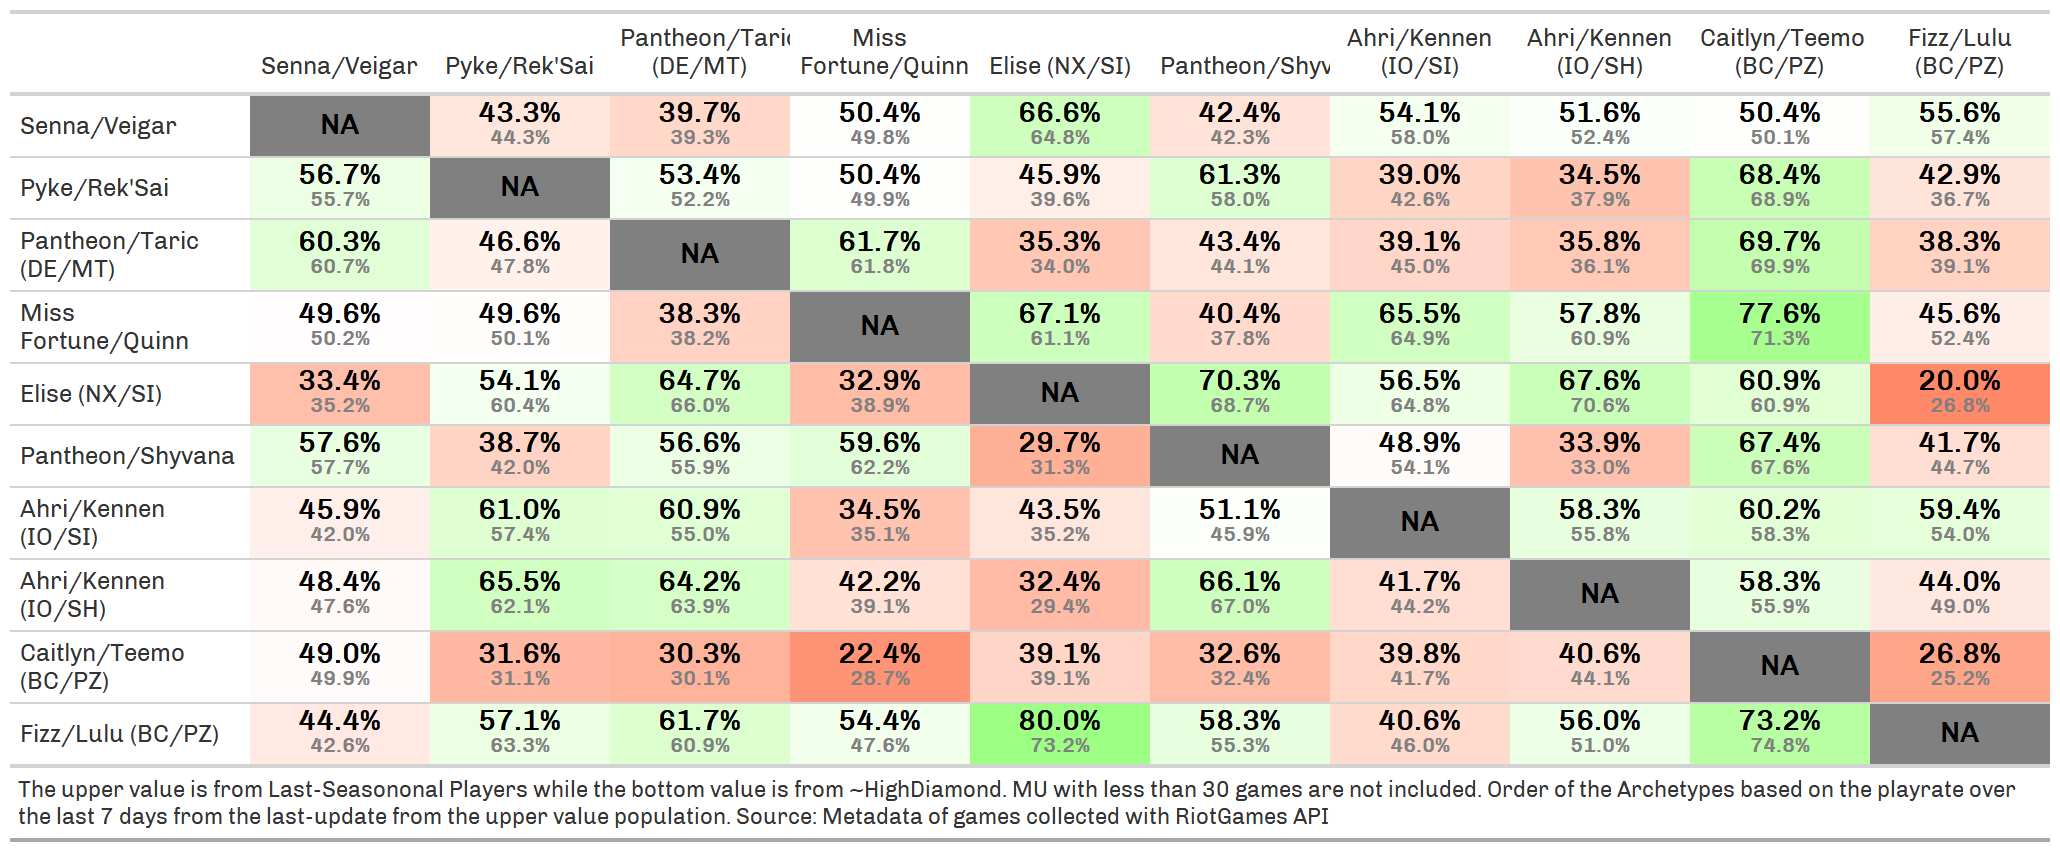 Senna/Veigar Pyke/Rek'Sai Pantheon/Taric (DE/MT) Miss Fortune/Quinn Elise (NX/SI) Pantheon/Shyv Ahri/Kennen (IO/SI) Ahri/Kennen (IO/SH) Caitlyn/Teemo (BC/PZ) Fizz/Lulu (BC/PZ)
Senna/Veigar NA 43.3% 39.7% 50.4% 66.6% 42.4% 54.1% 51.6% 50.4% 55.6%
44.3% 39.3% 49.8% 64.8% 42.3% 58.0% 52.4% 50.1% 57.4%
Pyke/Rek'Sai 56.7% NA 53.4% 50.4% 45.9% 61.3% 39.0% 34.5% 68.4% 42.9%
55.7% 52.2% 49.9% 39.6% 58.0% 42.6% 37.9% 68.9% 36.7%
Pantheon/Taric 60.3% 46.6% NA 61.7% 35.3% 43.4% 39.1% 35.8% 69.7% 38.3%
(DE/MT) 60.7% 47.8% 61.8% 34.0% 44.1% 45.0% 36.1% 69.9% 39.1%
Miss 49.6% 49.6% 38.3% NA 67.1% 40.4% 65.5% 57.8% 77.6% 45.6%
Fortune/Quinn 50.2% 50.1% 38.2% 61.1% 37.8% 64.9% 60.9% 71.3% 52.4%
Elise (NX/SI) 33.4% 54.1% 64.7% 32.9% NA 70.3% 56.5% 67.6% 60.9% 20.0%
35.2% 60.4% 66.0% 38.9% 68.7% 64.8% 70.6% 60.9% 26.8%
Pantheon/Shyvana 57.6% 38.7% 56.6% 59.6% 29.7% NA 48.9% 33.9% 67.4% 41.7%
57.7% 42.0% 55.9% 62.2% 31.3% 54.1% 33.0% 67.6% 44.7%
Ahri/Kennen 45.9% 61.0% 60.9% 34.5% 43.5% 51.1% NA 58.3% 60.2% 59.4%
(IO/SI) 42.0% 57.4% 55.0% 35.1% 35.2% 45.9% 55.8% 58.3% 54.0%
Ahri/Kennen 48.4% 65.5% 64.2% 42.2% 32.4% 66.1% 41.7% NA 58.3% 44.0%
(IO/SH) 47.6% 62.1% 63.9% 39.1% 29.4% 67.0% 44.2% 55.9% 49.0%
Caitlyn/Teemo 49.0% 31.6% 30.3% 22.4% 39.1% 32.6% 39.8% 40.6% NA 26.8%
(BC/PZ) 49.9% 31.1% 30.1% 28.7% 39.1% 32.4% 41.7% 44.1% 25.2%
Fizz/Lulu (BC/PZ) 44.4% 57.1% 61.7% 54.4% 80.0% 58.3% 40.6% 56.0% 73.2% NA
42.6% 63.3% 60.9% 47.6% 73.2% 55.3% 46.0% 51.0% 74.8%
The upper value is from Last-Seasononal Players while the bottom value is from ~HighDiamond. MU with less than 30 games are not included. Order of the Archetypes based on the playrate over
the last 7 days from the last-update from the upper value population. Source: Metadata of games collected with RiotGames API